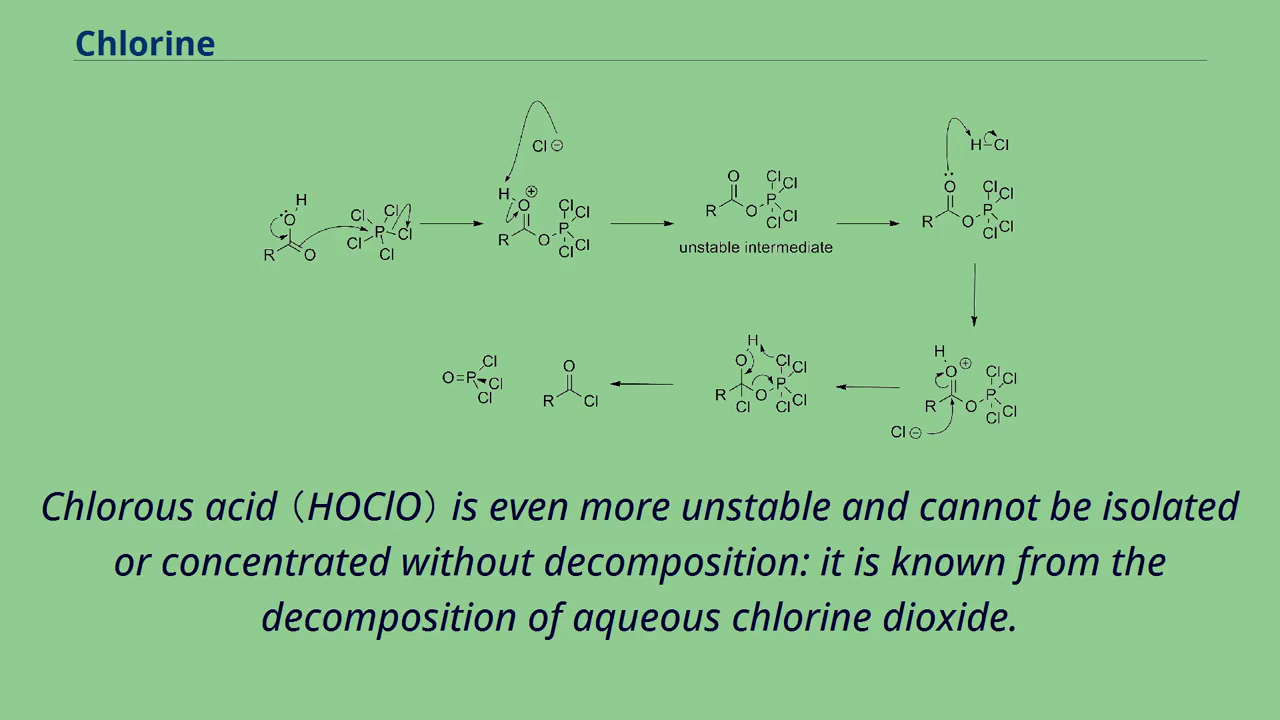 Chlorine
Cl ⊖
H
O
R
O
Cl
Cl
P
Cl
Cl
Cl
H
O
⊕
R
O
P
Cl
Cl
Cl
Cl
O
R
O
P
Cl
Cl
Cl
Cl
unstable intermediate
H–Cl
O
R
O
P
Cl
Cl
Cl
Cl
O=P
Cl
Cl
Cl
O
R
Cl
H
O
R
Cl
O
P
Cl
Cl
Cl
Cl
H
O
⊕
R
O
P
Cl
Cl
Cl
Cl
Cl ⊖
Chlorous acid (HOClO) is even more unstable and cannot be isolated
or concentrated without decomposition: it is known from the
decomposition of aqueous chlorine dioxide.